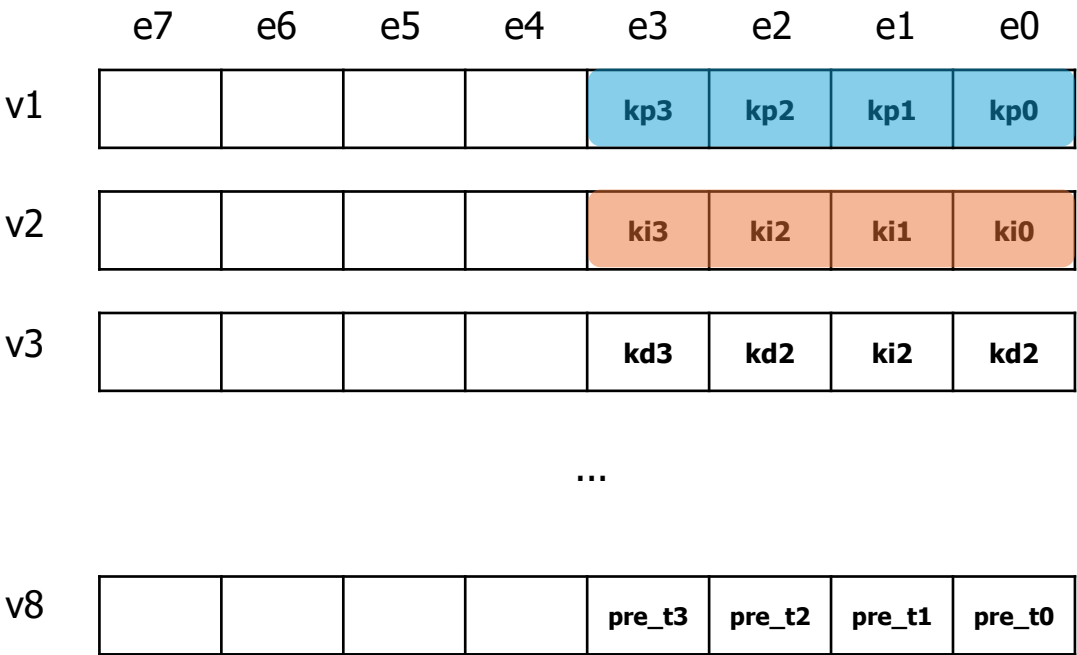 e7 e6 e5 e4 e3 e2 e1 e0
v1 kp3 kp2 kp1 kp0
v2 ki3 ki2 ki1 ki0
v3 kd3 kd2 ki2 kd2
...
v8 pre_t3 pre_t2 pre_t1 pre_t0